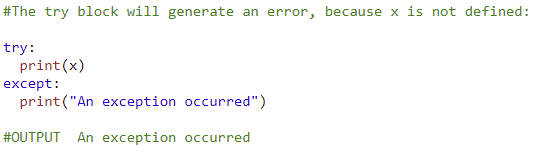 #The try block will generate an error, because x is not defined:
try:
  print(x)
except:
  print("An exception occurred")
#OUTPUT  An exception occurred